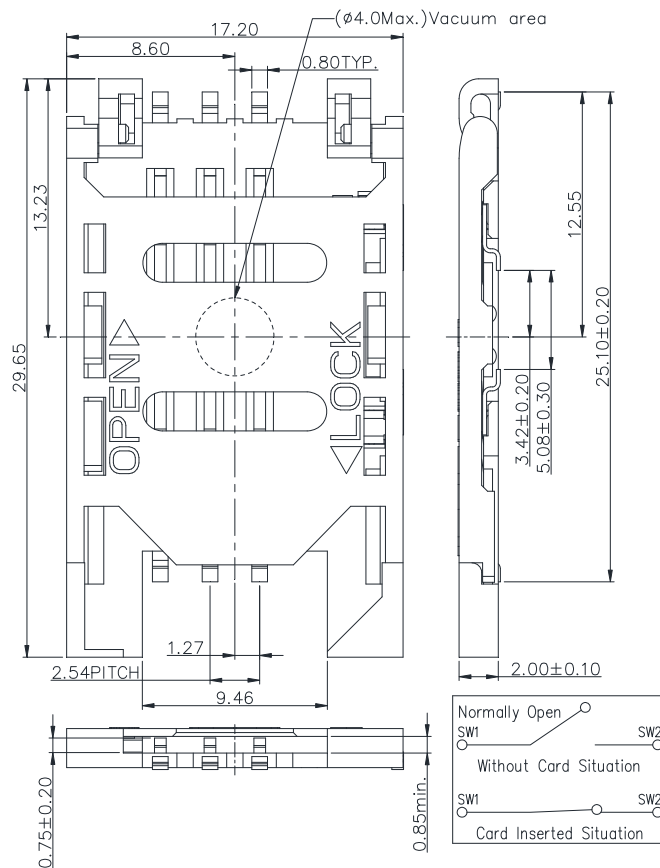 (ø4.0Max.)Vacuum area
17.20
8.60
0.80TYP.
13.23
12.55
29.65
25.10±0.20
3.42±0.20
5.08±0.30
OPEN
LOCK
1.27
2.54PITCH
9.46
2.00±0.10
0.75±0.20
0.85min.
Normally Open
SW1 SW2
Without Card Situation
SW1 SW2
Card Inserted Situation